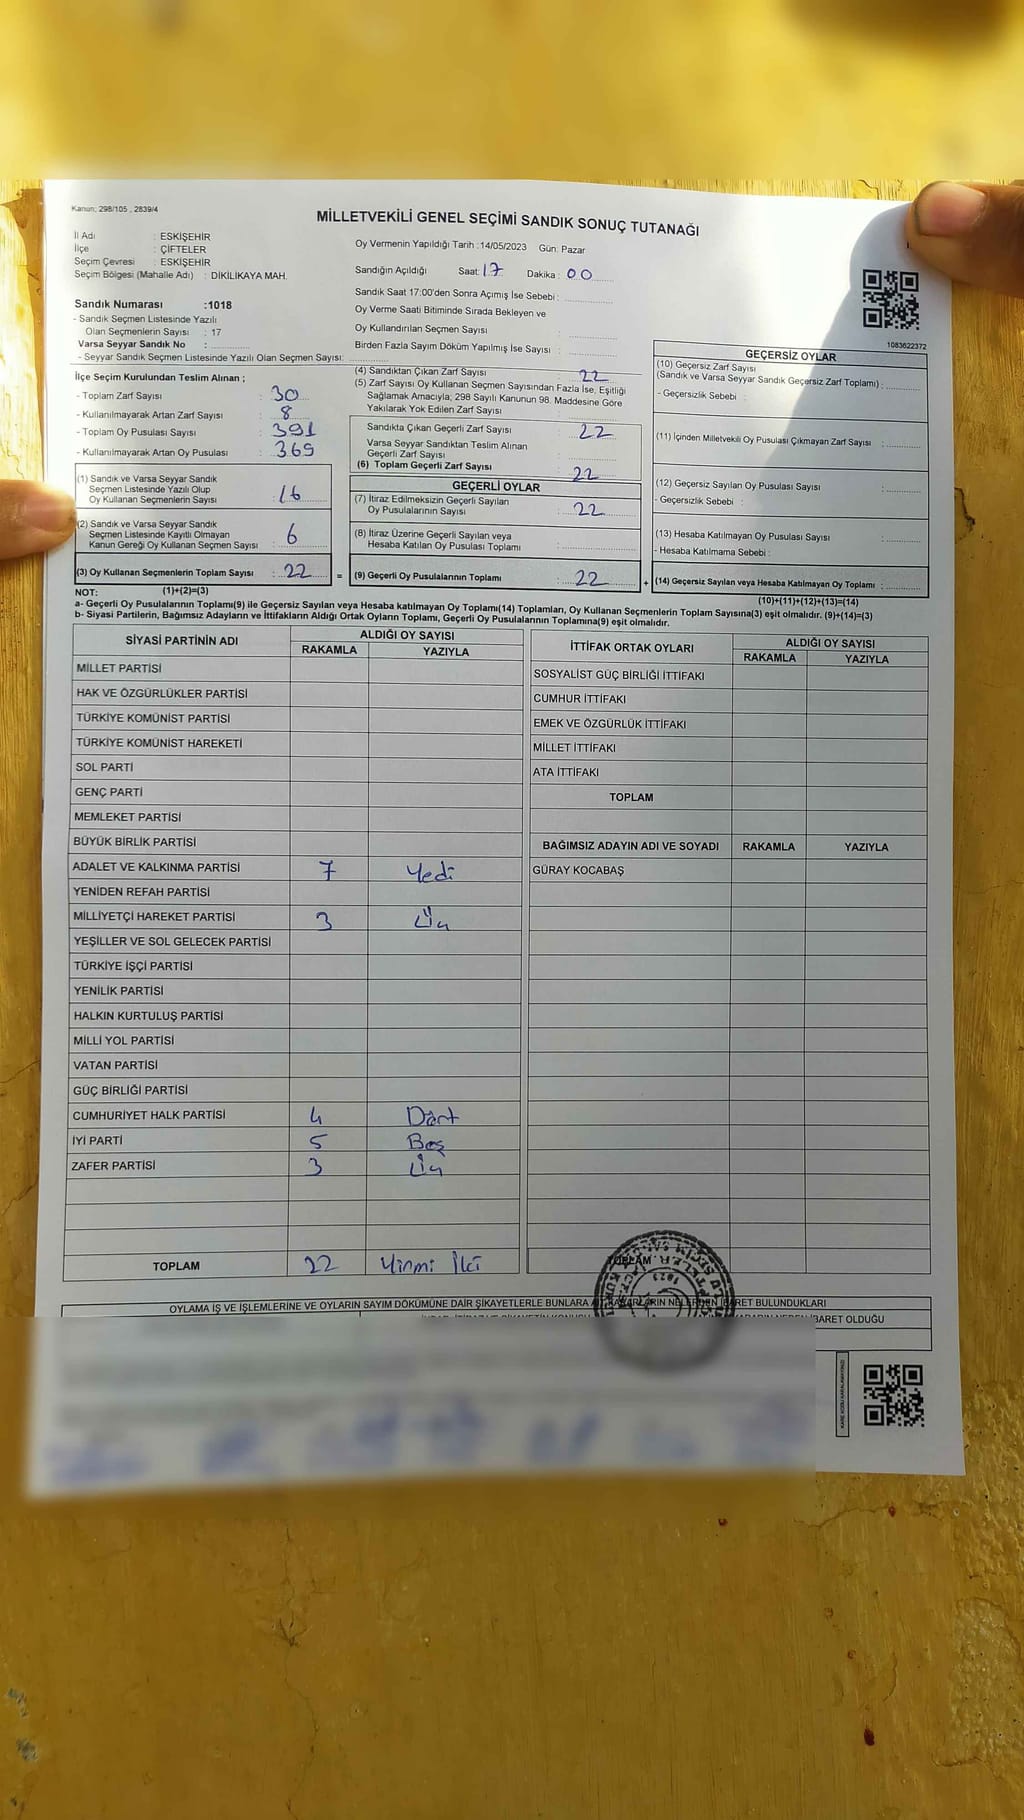 Kanun; 298/105 , 2839/4
MİLLETVEKİLİ GENEL SEÇİMİ SANDIK SONUÇ TUTANAĞI
İl Adı : ESKİŞEHİR
İlçe : ÇİFTELER
Seçim Çevresi : ESKİŞEHİR
Seçim Bölgesi (Mahalle Adı) : DİKİLİKAYA MAH.
Sandık Numarası :1018
- Sandık Seçmen Listesinde Yazılı
Olan Seçmenlerin Sayısı : 17
Varsa Seyyar Sandık No :
- Seyyar Sandık Seçmen Listesinde Yazılı Olan Seçmen Sayısı:
Oy Vermenin Yapıldığı Tarih :14/05/2023 Gün: Pazar
Sandığın Açıldığı Saat: 17 Dakika : 00
Sandık Saat 17:00'den Sonra Açımış İse Sebebi :
Oy Verme Saati Bitiminde Sırada Bekleyen ve
Oy Kullandırılan Seçmen Sayısı :
Birden Fazla Sayım Döküm Yapılmış İse Sayısı :
1083622372
İlçe Seçim Kurulundan Teslim Alınan ;
- Toplam Zarf Sayısı : 30
- Kullanılmayarak Artan Zarf Sayısı : 8
- Toplam Oy Pusulası Sayısı : 391
- Kullanılmayarak Artan Oy Pusulası : 369
(1) Sandık ve Varsa Seyyar Sandık
Seçmen Listesinde Yazılı Olup
Oy Kullanan Seçmenlerin Sayısı : 16
(2) Sandık ve Varsa Seyyar Sandık
Seçmen Listesinde Kayıtlı Olmayan
Kanun Gereği Oy Kullanan Seçmen Sayısı : 6
(3) Oy Kullanan Seçmenlerin Toplam Sayısı : 22 =
(4) Sandıktan Çıkan Zarf Sayısı : 22
(5) Zarf Sayısı Oy Kullanan Seçmen Sayısından Fazla İse, Eşitliği
Sağlamak Amacıyla; 298 Sayılı Kanunun 98. Maddesine Göre
Yakılarak Yok Edilen Zarf Sayısı :
Sandıkta Çıkan Geçerli Zarf Sayısı : 22
Varsa Seyyar Sandıktan Teslim Alınan
Geçerli Zarf Sayısı :
(6) Toplam Geçerli Zarf Sayısı : 22
GEÇERLİ OYLAR
(7) İtiraz Edilmeksizin Geçerli Sayılan
Oy Pusulalarının Sayısı : 22
(8) İtiraz Üzerine Geçerli Sayılan veya
Hesaba Katılan Oy Pusulası Toplamı :
(9) Geçerli Oy Pusulalarının Toplamı : 22 +
GEÇERSİZ OYLAR
(10) Geçersiz Zarf Sayısı
(Sandık ve Varsa Seyyar Sandık Geçersiz Zarf Toplamı) :
- Geçersizlik Sebebi :
(11) İçinden Milletvekili Oy Pusulası Çıkmayan Zarf Sayısı :
(12) Geçersiz Sayılan Oy Pusulası Sayısı :
- Geçersizlik Sebebi :
(13) Hesaba Katılmayan Oy Pusulası Sayısı :
- Hesaba Katılmama Sebebi :
(14) Geçersiz Sayılan veya Hesaba Katılmayan Oy Toplamı :
NOT: (1)+(2)=(3)
(10)+(11)+(12)+(13)=(14)
a- Geçerli Oy Pusulalarının Toplamı(9) ile Geçersiz Sayılan veya Hesaba katılmayan Oy Toplamı(14) Toplamları, Oy Kullanan Seçmenlerin Toplam Sayısına(3) eşit olmalıdır. (9)+(14)=(3)
b- Siyasi Partilerin, Bağımsız Adayların ve İttifakların Aldığı Ortak Oyların Toplamı, Geçerli Oy Pusulalarının Toplamına(9) eşit olmalıdır.
SİYASİ PARTİNİN ADI ALDIĞI OY SAYISI
RAKAMLA YAZIYLA
MİLLET PARTİSİ
HAK VE ÖZGÜRLÜKLER PARTİSİ
TÜRKİYE KOMÜNİST PARTİSİ
TÜRKİYE KOMÜNİST HAREKETİ
SOL PARTİ
GENÇ PARTİ
MEMLEKET PARTİSİ
BÜYÜK BİRLİK PARTİSİ
ADALET VE KALKINMA PARTİSİ 7 Yedi
YENİDEN REFAH PARTİSİ
MİLLİYETÇİ HAREKET PARTİSİ 3 Üç
YEŞİLLER VE SOL GELECEK PARTİSİ
TÜRKİYE İŞÇİ PARTİSİ
YENİLİK PARTİSİ
HALKIN KURTULUŞ PARTİSİ
MİLLİ YOL PARTİSİ
VATAN PARTİSİ
GÜÇ BİRLİĞİ PARTİSİ
CUMHURİYET HALK PARTİSİ 4 Dört
İYİ PARTİ 5 Beş
ZAFER PARTİSİ 3 Üç
TOPLAM 22 Yirmi İki
İTTİFAK ORTAK OYLARI ALDIĞI OY SAYISI
RAKAMLA YAZIYLA
SOSYALİST GÜÇ BİRLİĞİ İTTİFAKI
CUMHUR İTTİFAKI
EMEK VE ÖZGÜRLÜK İTTİFAKI
MİLLET İTTİFAKI
ATA İTTİFAKI
TOPLAM
BAĞIMSIZ ADAYIN ADI VE SOYADI RAKAMLA YAZIYLA
GÜRAY KOCABAŞ
TOPLAM
OYLAMA İŞ VE İŞLEMLERİNE VE OYLARIN SAYIM DÖKÜMÜNE DAİR ŞİKAYETLERLE BUNLARA BULUNDUKLARI
İBARET OLDUĞU